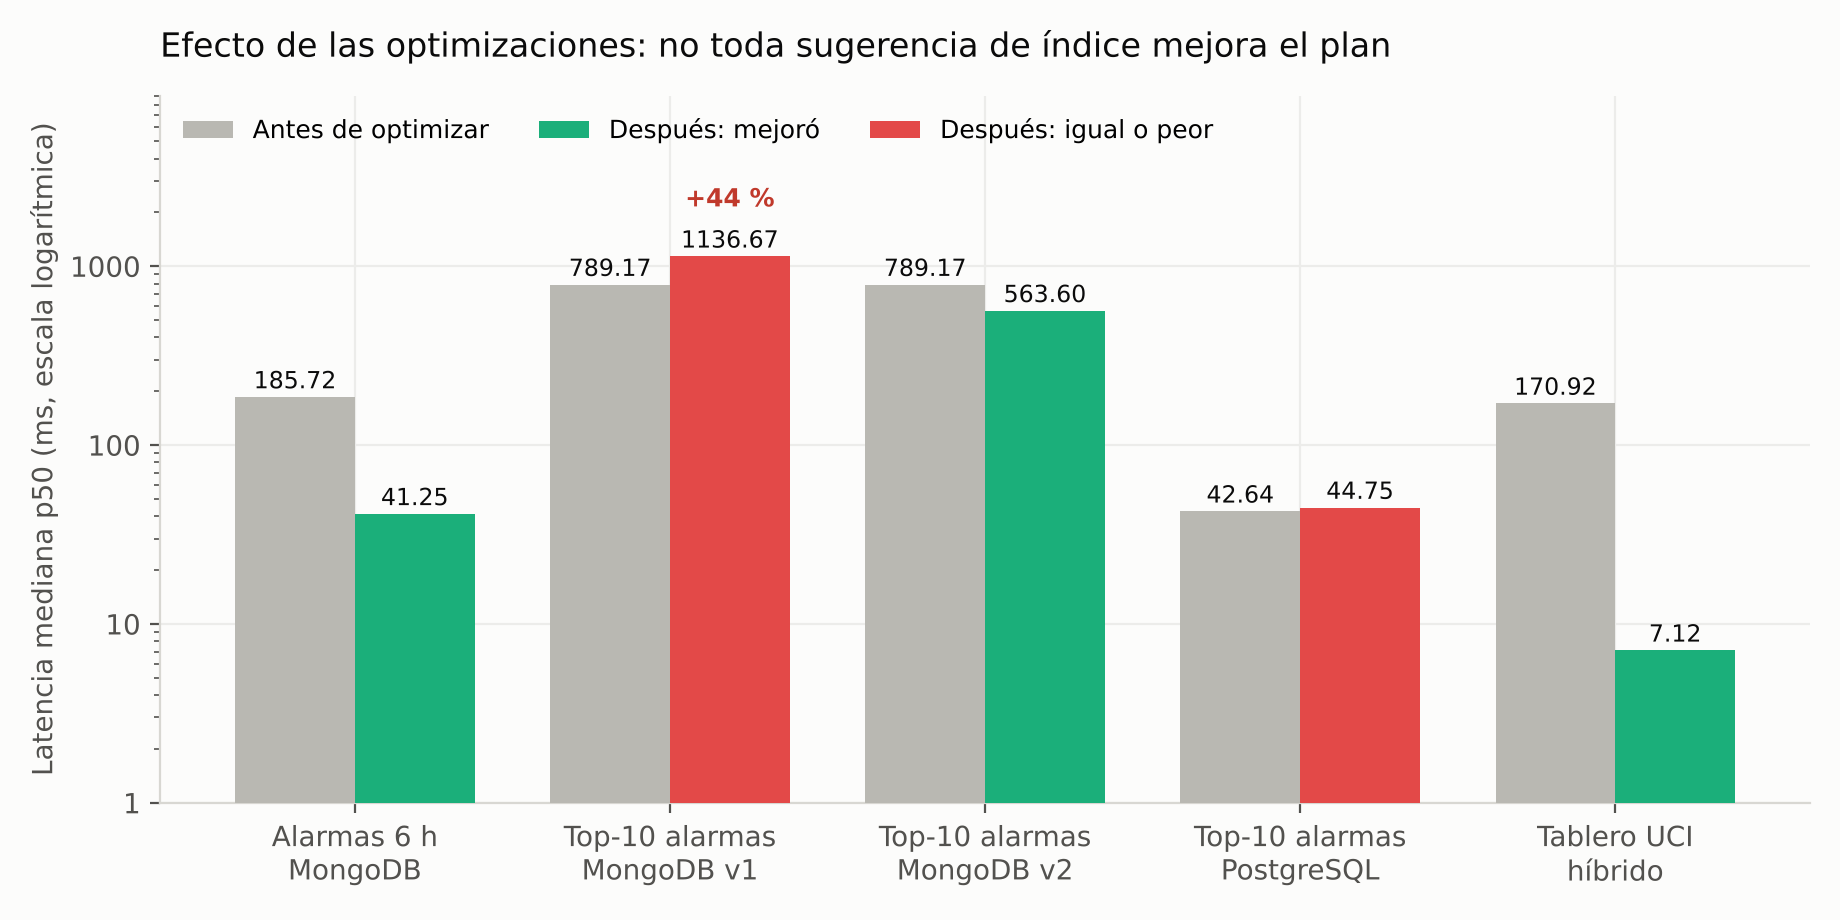 Efecto de las optimizaciones: no toda sugerencia de índice mejora el plan
Antes de optimizar
Después: mejoró
Después: igual o peor
Latencia mediana p50 (ms, escala logarítmica)
1000
100
10
1
185.72
41.25
789.17
+44 %
1136.67
789.17
563.60
42.64
44.75
170.92
7.12
Alarmas 6 h
MongoDB
Top-10 alarmas
MongoDB v1
Top-10 alarmas
MongoDB v2
Top-10 alarmas
PostgreSQL
Tablero UCI
híbrido